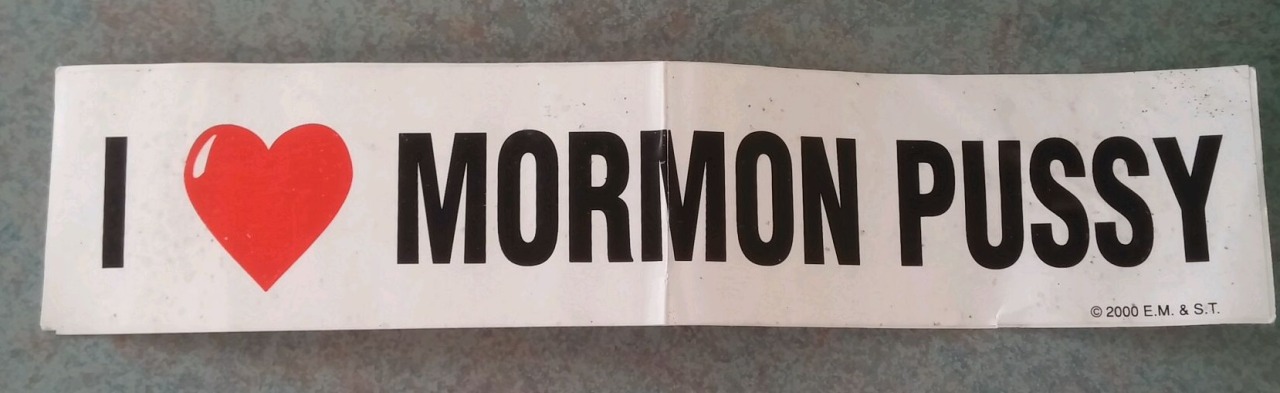 I ❤ MORMON PUSSY
© 2000 E.M. & S.T.